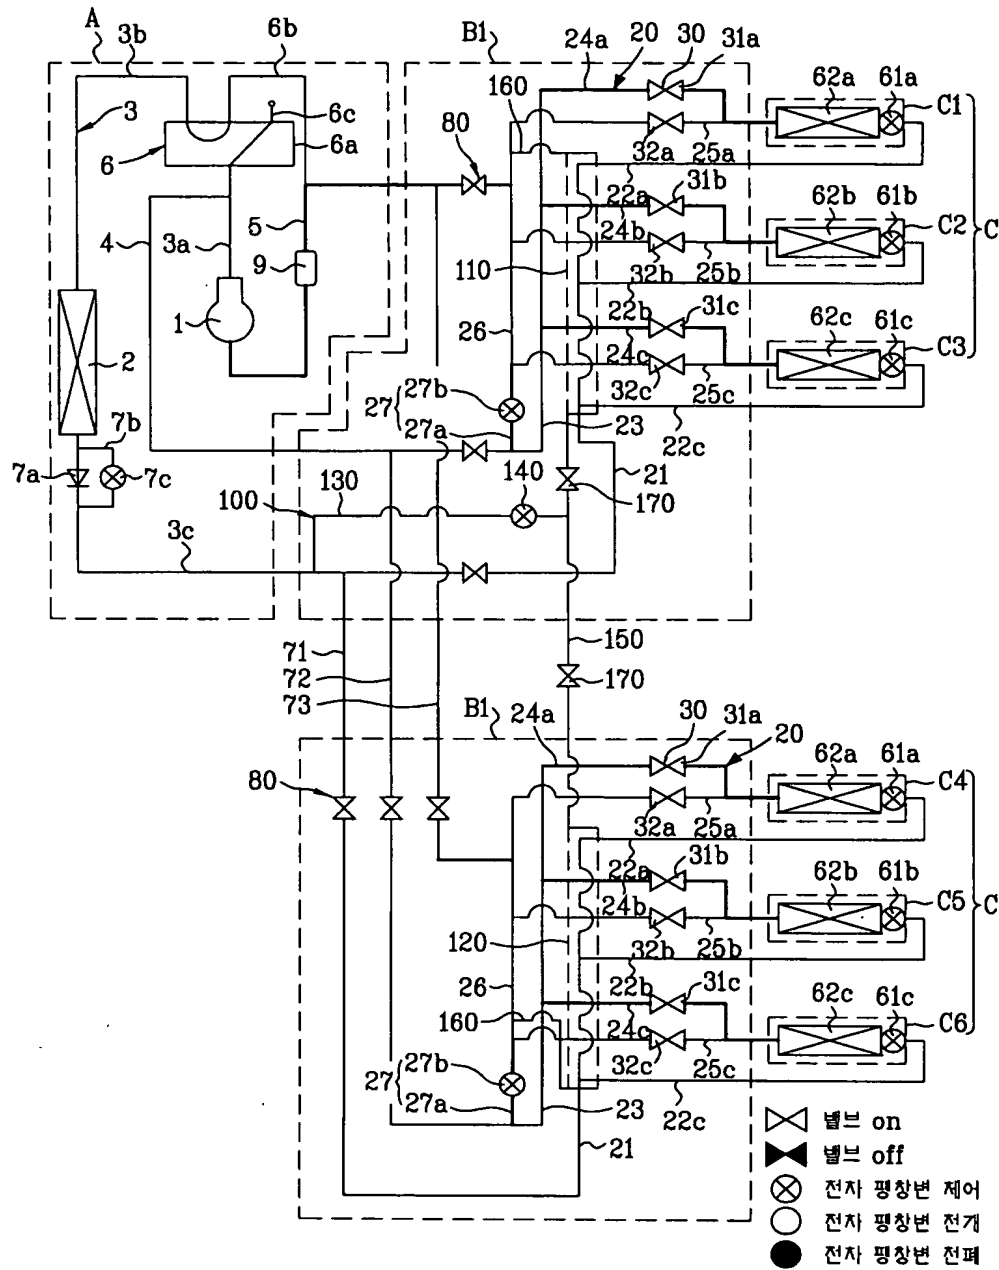 A
3b
6b
B1
24a
20
30
31a
62a
61a
C1
3
160
6c
80
6
6a
32a
25a
22a
31b
62b
61b
C2
C
4
3a
5
24b
9
110
32b
25b
22b
31c
62c
61c
C3
1
26
24c
2
27
27b
32c
25c
27a
23
22c
7b
7a
7c
140
21
100
130
170
3c
71
150
72
170
73
B1
24a
30
31a
20
62a
61a
C4
80
32a
25a
22a
31b
62b
61b
C5
C
24b
120
32b
25b
26
22b
31c
62c
61c
160
24c
C6
27
27b
32c
25c
27a
23
22c
21
밸브 on
밸브 off
전자 팽창변 제어
전자 팽창변 전개
전자 팽창변 전폐